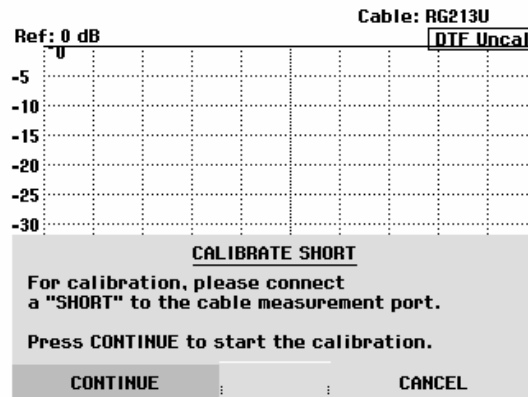 Cable: RG213U
Ref: 0 dB
DTF Uncal
0
-5
-10
-15
-20
-25
-30
CALIBRATE SHORT
For calibration, please connect
a "SHORT" to the cable measurement port.
Press CONTINUE to start the calibration.
CONTINUE
CANCEL